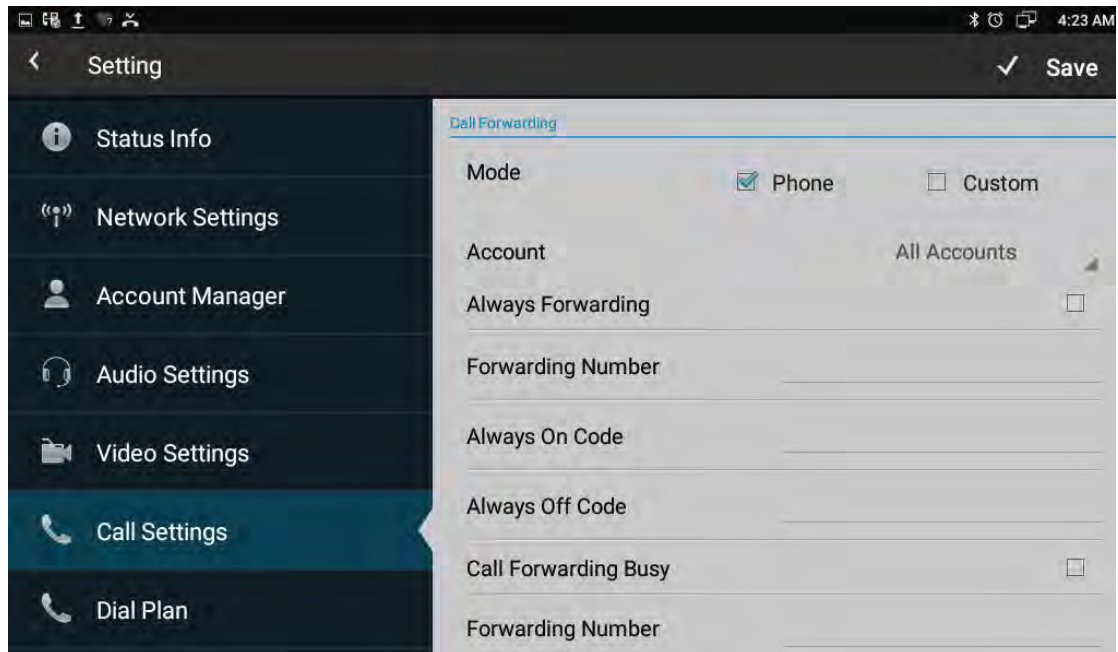 4:23 AM
Setting
Save
Status Info
Network Settings
Account Manager
Audio Settings
Video Settings
Call Settings
Dial Plan
Call Forwarding
Mode
Phone
Custom
Account
All Accounts
Always Forwarding
Forwarding Number
Always On Code
Always Off Code
Call Forwarding Busy
Forwarding Number